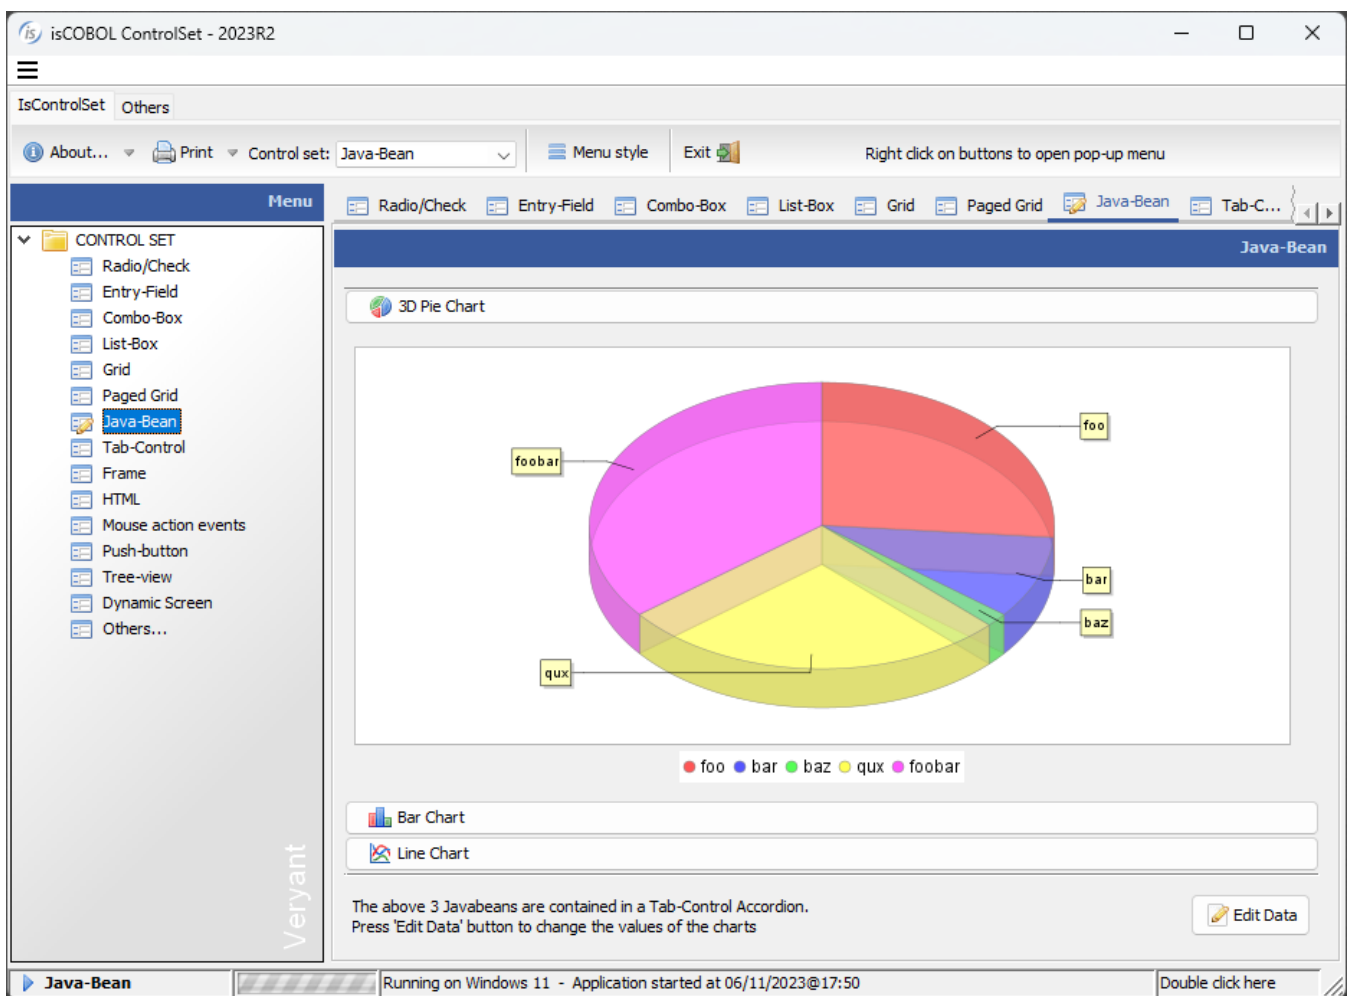 isCOBOL ControlSet - 2023R2
IsControlSet Others
About... Print Control set: Java-Bean Menu style Exit Right click on buttons to open pop-up menu
Menu
Radio/Check Entry-Field Combo-Box List-Box Grid Paged Grid Java-Bean Tab-C...
CONTROL SET
Radio/Check
Entry-Field
Combo-Box
List-Box
Grid
Paged Grid
Java-Bean
Tab-Control
Frame
HTML
Mouse action events
Push-button
Tree-view
Dynamic Screen
Others...
Veryant
Java-Bean
3D Pie Chart
foo
foobar
bar
baz
qux
foo bar baz qux foobar
Bar Chart
Line Chart
The above 3 Javabeans are contained in a Tab-Control Accordion.
Press 'Edit Data' button to change the values of the charts
Edit Data
Java-Bean Running on Windows 11 - Application started at 06/11/2023@17:50 Double click here